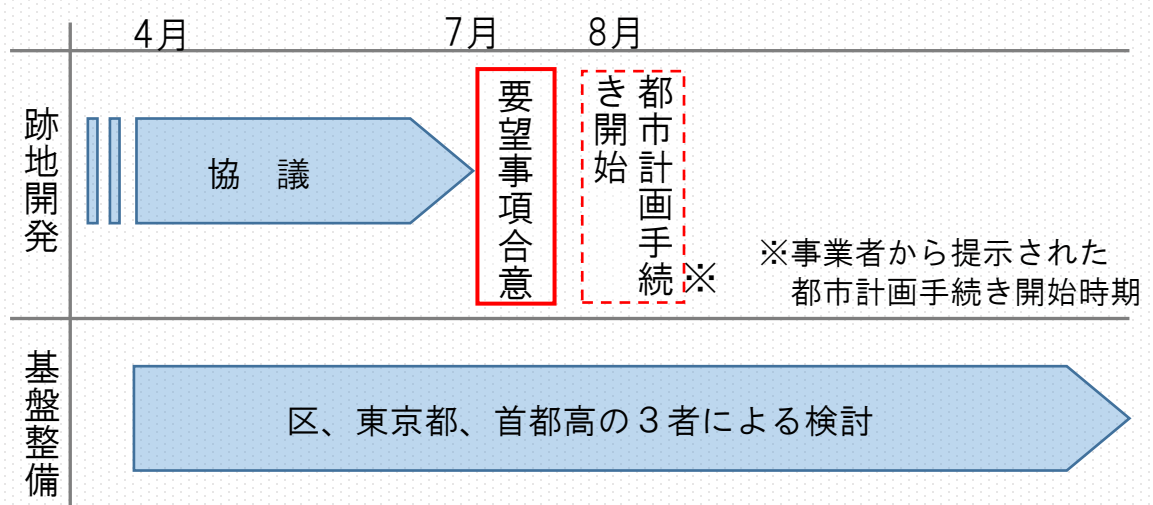 4月
7月
8月
跡地開発
協 議
要望事項合意
都市計画手続
き開始
※
※事業者から提示された
都市計画手続き開始時期
基盤整備
区、東京都、首都高の３者による検討